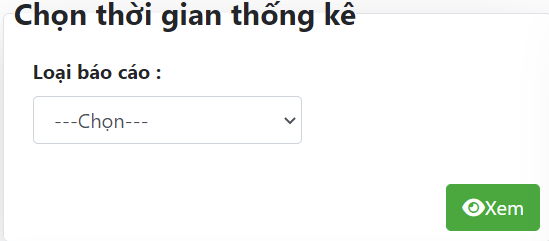 Chọn thời gian thống kê
Loại báo cáo :
---Chọn---
Xem